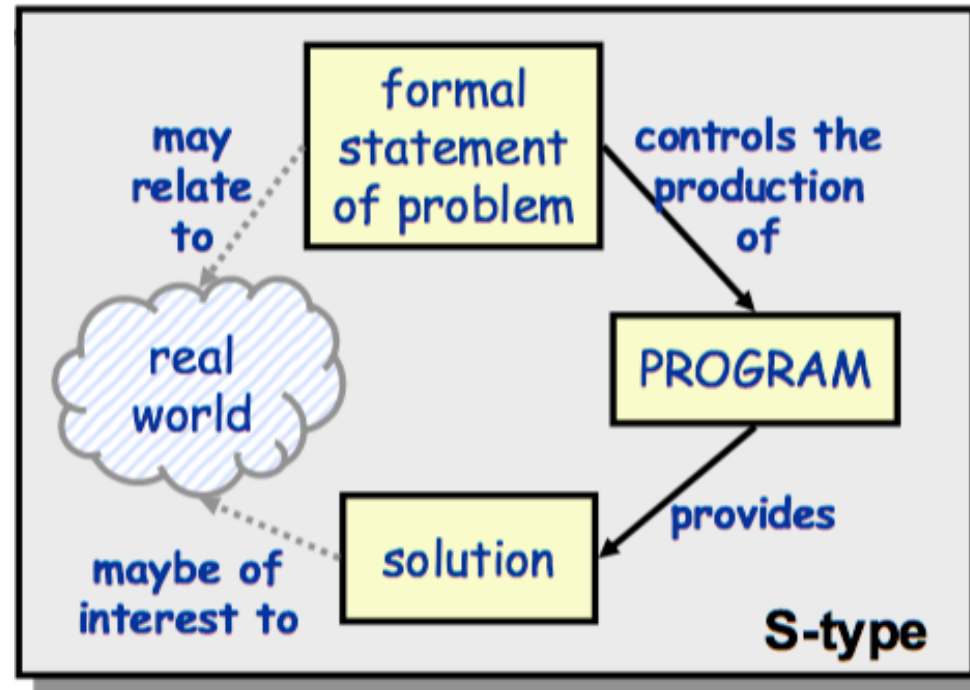 formal
statement
of problem
may
relate
to
controls the
production
of
real
world
PROGRAM
provides
solution
maybe of
interest to
S-type